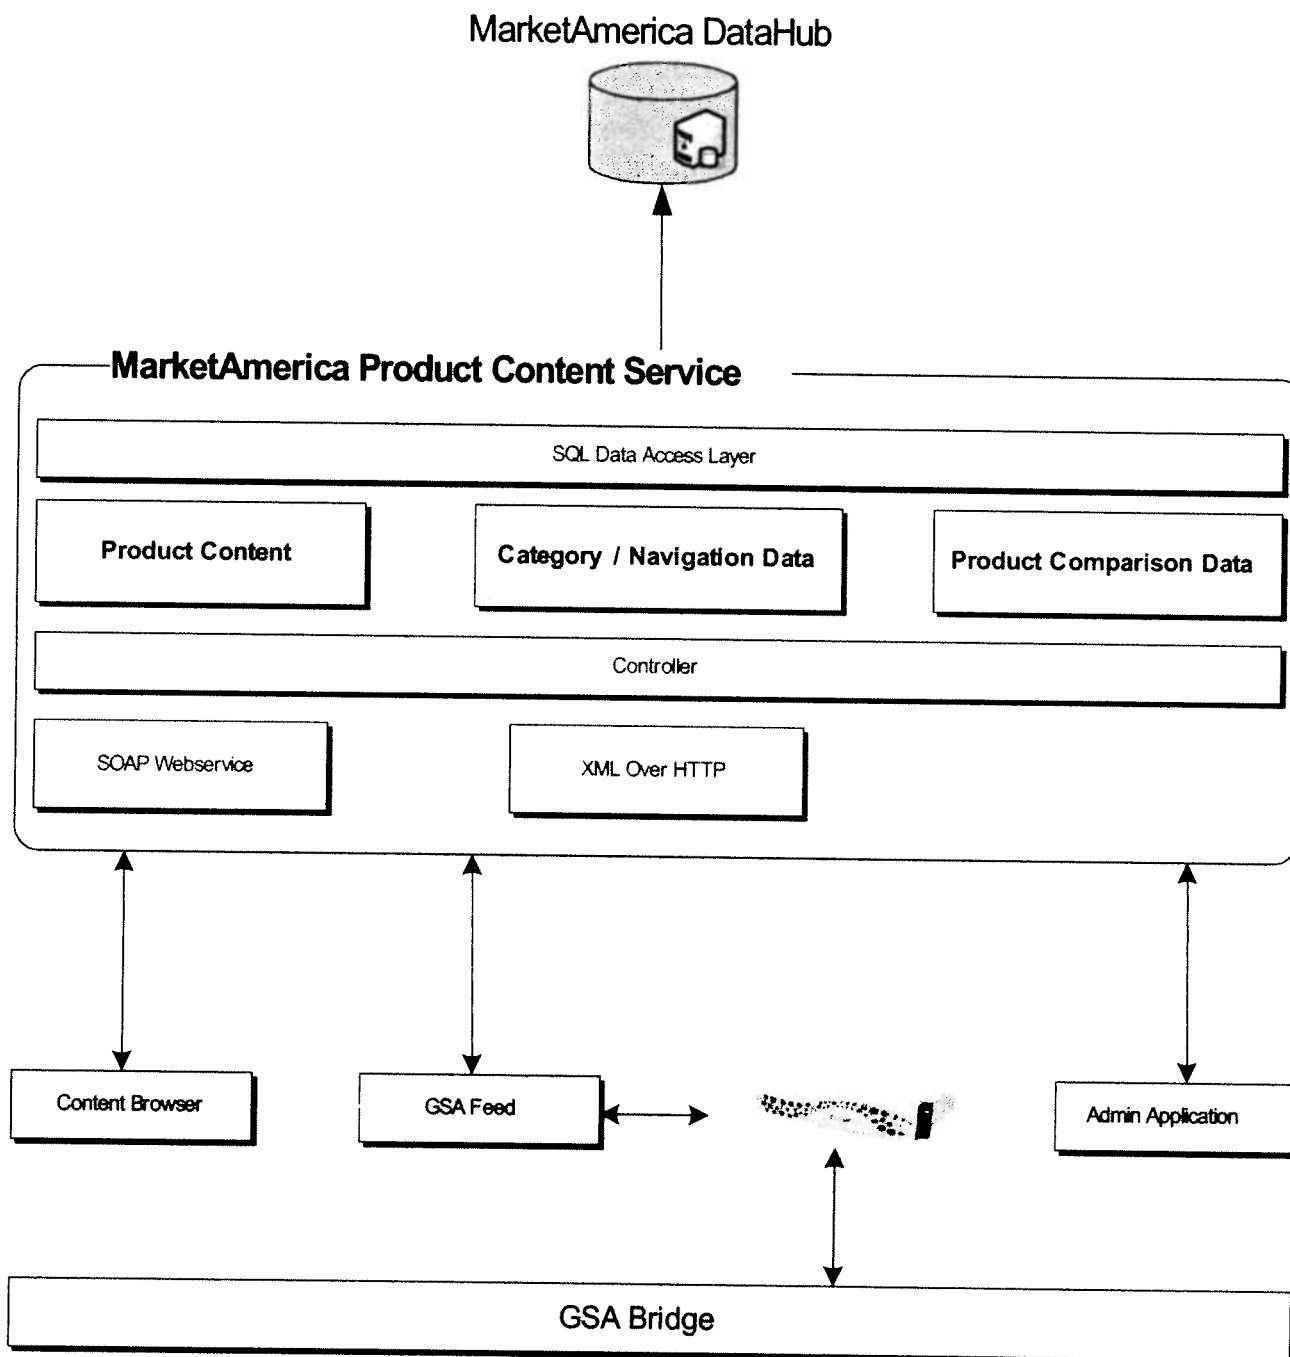 MarketAmerica DataHub
MarketAmerica Product Content Service
SQL Data Access Layer
Product Content
Category / Navigation Data
Product Comparison Data
Controller
SOAP Webservice
XML Over HTTP
Content Browser
GSA Feed
Admin Application
GSA Bridge